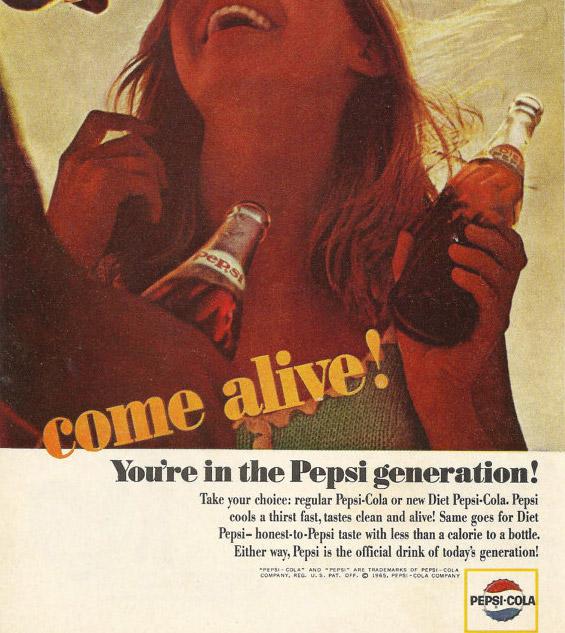 pepsi
come alive!
You're in the Pepsi generation!
Take your choice: regular Pepsi-Cola or new Diet Pepsi-Cola. Pepsi
cools a thirst fast, tastes clean and alive! Same goes for Diet
Pepsi—honest-to-Pepsi taste with less than a calorie to a bottle.
Either way, Pepsi is the official drink of today's generation!
"PEPSI-COLA" AND "PEPSI" ARE TRADEMARKS OF PEPSI-COLA
COMPANY, REG. U.S. PAT. OFF. © 1965, PEPSI-COLA COMPANY
PEPSI-COLA